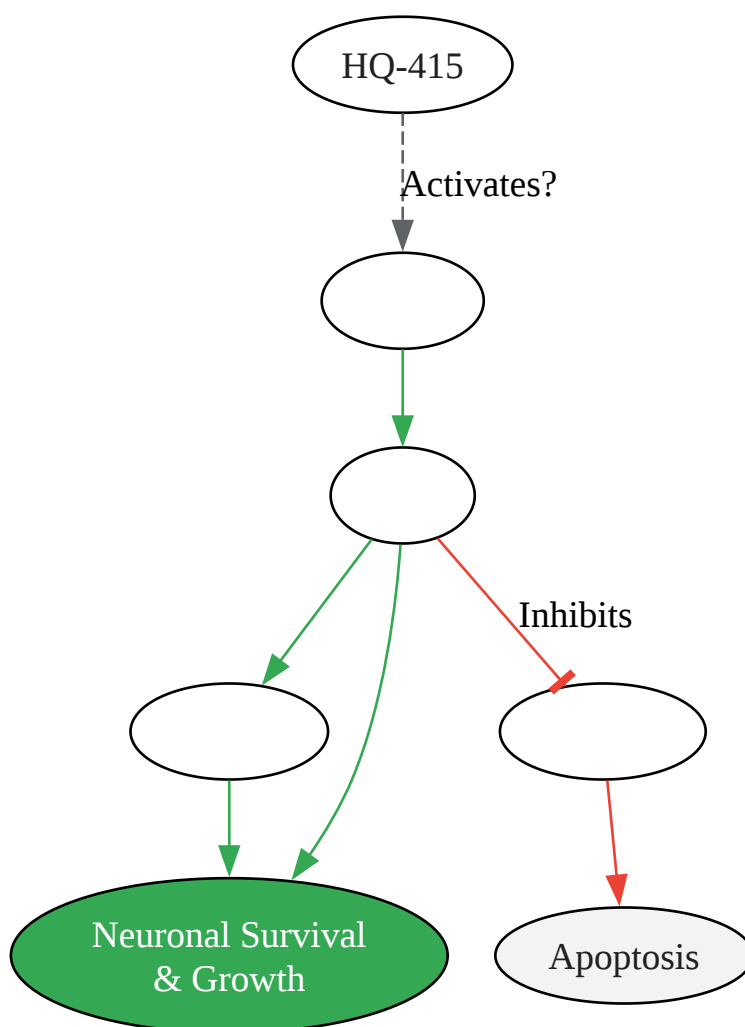 HQ-415
Activates?
Inhibits
Neuronal Survival
& Growth
Apoptosis